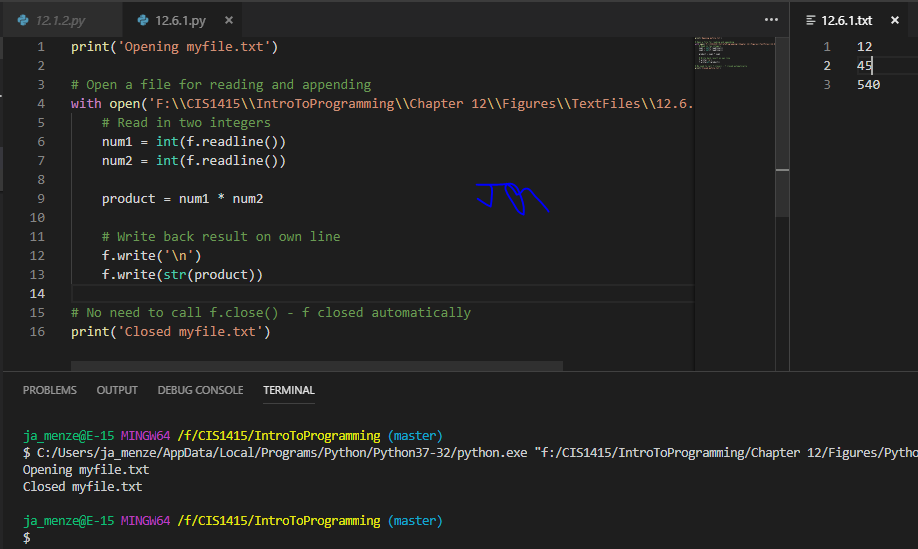 12.1.2.py
12.6.1.py
1 print('Opening myfile.txt')
2
3 # Open a file for reading and appending
4 with open('F:\\CIS1415\\IntroToProgramming\\Chapter 12\\Figures\\TextFiles\\12.6.
5 # Read in two integers
6 num1 = int(f.readline())
7 num2 = int(f.readline())
8
9 product = num1 * num2
10
11 # Write back result on own line
12 f.write('\n')
13 f.write(str(product))
14
15 # No need to call f.close() - f closed automatically
16 print('Closed myfile.txt')
12.6.1.txt
1 12
2 45
3 540
PROBLEMS OUTPUT DEBUG CONSOLE TERMINAL
ja_menze@E-15 MINGW64 /f/CIS1415/IntroToProgramming (master)
$ C:/Users/ja_menze/AppData/Local/Programs/Python/Python37-32/python.exe "f:/CIS1415/IntroToProgramming/Chapter 12/Figures/Pytho
Opening myfile.txt
Closed myfile.txt
ja_menze@E-15 MINGW64 /f/CIS1415/IntroToProgramming (master)
$